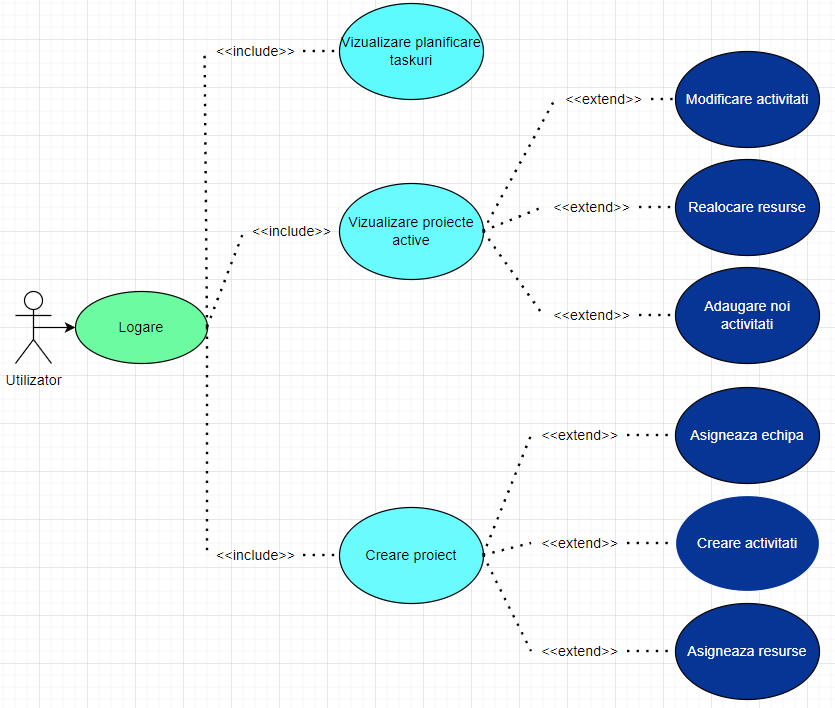 <<include>>
Vizualizare planificare
taskuri
<<extend>>
Modificare activitati
<<include>>
Vizualizare proiecte
active
<<extend>>
Realocare resurse
<<extend>>
Adaugare noi
activitati
Logare
Utilizator
<<extend>>
Asigneaza echipa
<<extend>>
Creare activitati
<<include>>
Creare proiect
<<extend>>
Asigneaza resurse